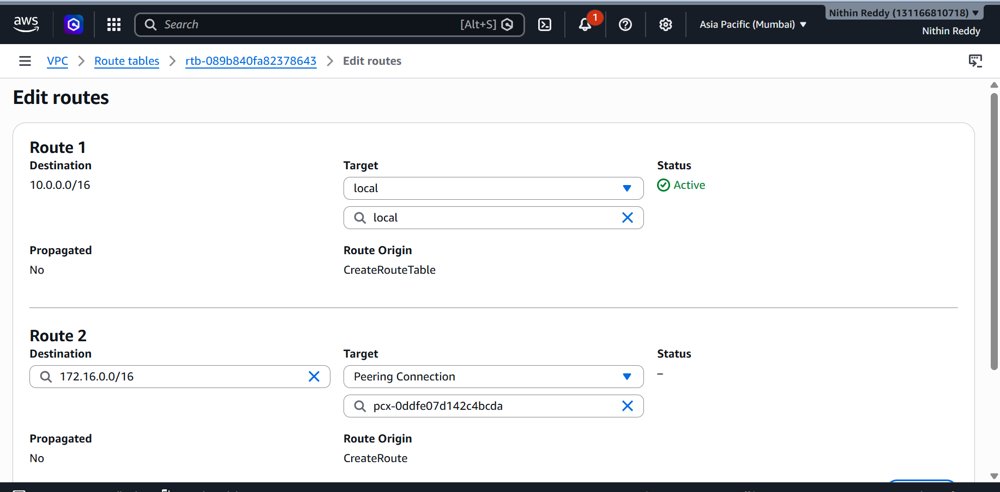 aws
Search [Alt+S]
1
Asia Pacific (Mumbai)
Nithin Reddy (131166810718)
Nithin Reddy
VPC
Route tables
rtb-089b840fa82378643
Edit routes
Edit routes
Route 1
Destination
10.0.0.0/16
Target
local
local
Status
Active
Propagated
No
Route Origin
CreateRouteTable
Route 2
Destination
172.16.0.0/16
Target
Peering Connection
pcx-0ddfe07d142c4bcda
Status
–
Propagated
No
Route Origin
CreateRoute